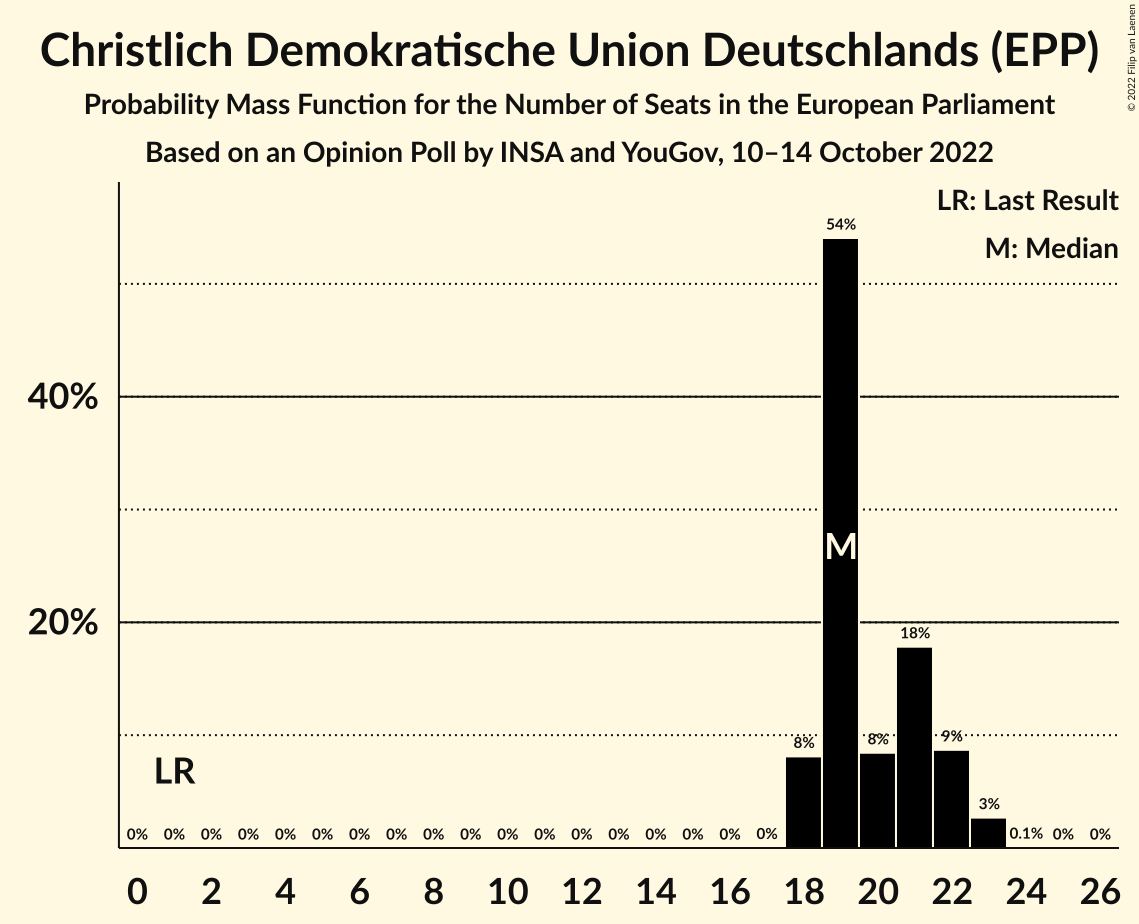 Christlich Demokratische Union Deutschlands (EPP)
Probability Mass Function for the Number of Seats in the European Parliament
Based on an Opinion Poll by INSA and YouGov, 10–14 October 2022
© 2022 Filip van Laenen
LR: Last Result
M: Median
54%
40%
M
20%
18%
8%
8%
9%
LR
3%
0% 0% 0% 0% 0% 0% 0% 0% 0% 0% 0% 0% 0% 0% 0% 0% 0% 0% 0.1% 0% 0%
0 2 4 6 8 10 12 14 16 18 20 22 24 26